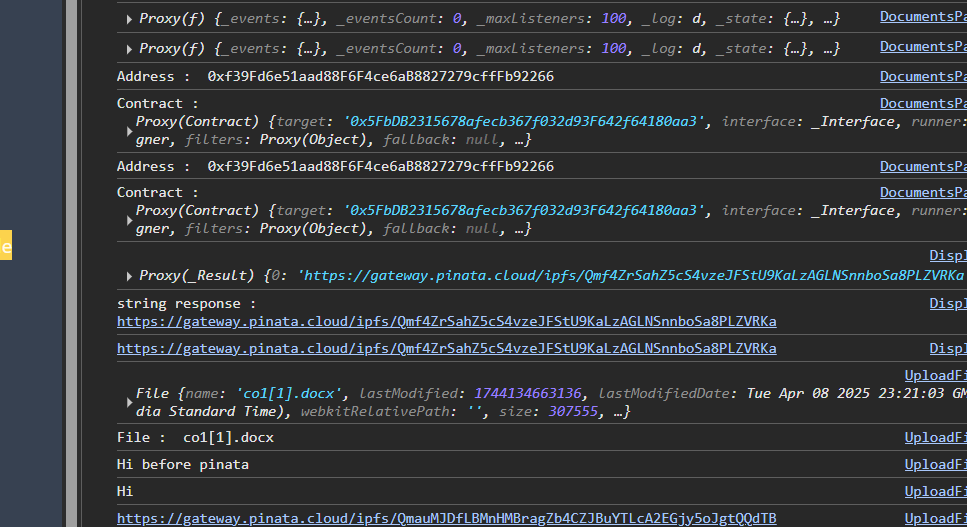 Proxy(f) {_events: {…}, _eventsCount: 0, _maxListeners: 100, _log: d, _state: {…}, …} DocumentsPa
Proxy(f) {_events: {…}, _eventsCount: 0, _maxListeners: 100, _log: d, _state: {…}, …} DocumentsPa
Address : 0xf39Fd6e51aad88F6F4ce6aB8827279cffFb92266 DocumentsPa
Contract : DocumentsPa
Proxy(Contract) {target: '0x5FbDB2315678afecb367f032d93F642f64180aa3', interface: _Interface, runner:
gner, filters: Proxy(Object), fallback: null, …}
Address : 0xf39Fd6e51aad88F6F4ce6aB8827279cffFb92266 DocumentsPa
Contract : DocumentsPa
Proxy(Contract) {target: '0x5FbDB2315678afecb367f032d93F642f64180aa3', interface: _Interface, runner:
gner, filters: Proxy(Object), fallback: null, …}
e
Displ
Proxy(_Result) {0: 'https://gateway.pinata.cloud/ipfs/Qmf4ZrSahZ5cS4vzeJFStU9KaLzAGLNSnnboSa8PLZVRKa
string response : Displ
https://gateway.pinata.cloud/ipfs/Qmf4ZrSahZ5cS4vzeJFStU9KaLzAGLNSnnboSa8PLZVRKa
https://gateway.pinata.cloud/ipfs/Qmf4ZrSahZ5cS4vzeJFStU9KaLzAGLNSnnboSa8PLZVRKa Displ
UploadFi
File {name: 'co1[1].docx', lastModified: 1744134663136, lastModifiedDate: Tue Apr 08 2025 23:21:03 GM
dia Standard Time), webkitRelativePath: '', size: 307555, …}
File : co1[1].docx UploadFi
Hi before pinata UploadFi
Hi UploadFi
https://gateway.pinata.cloud/ipfs/QmauMJDfLBMnHMBragZb4CZJBuYTLcA2EGjy5oJgtQQdTB UploadFi